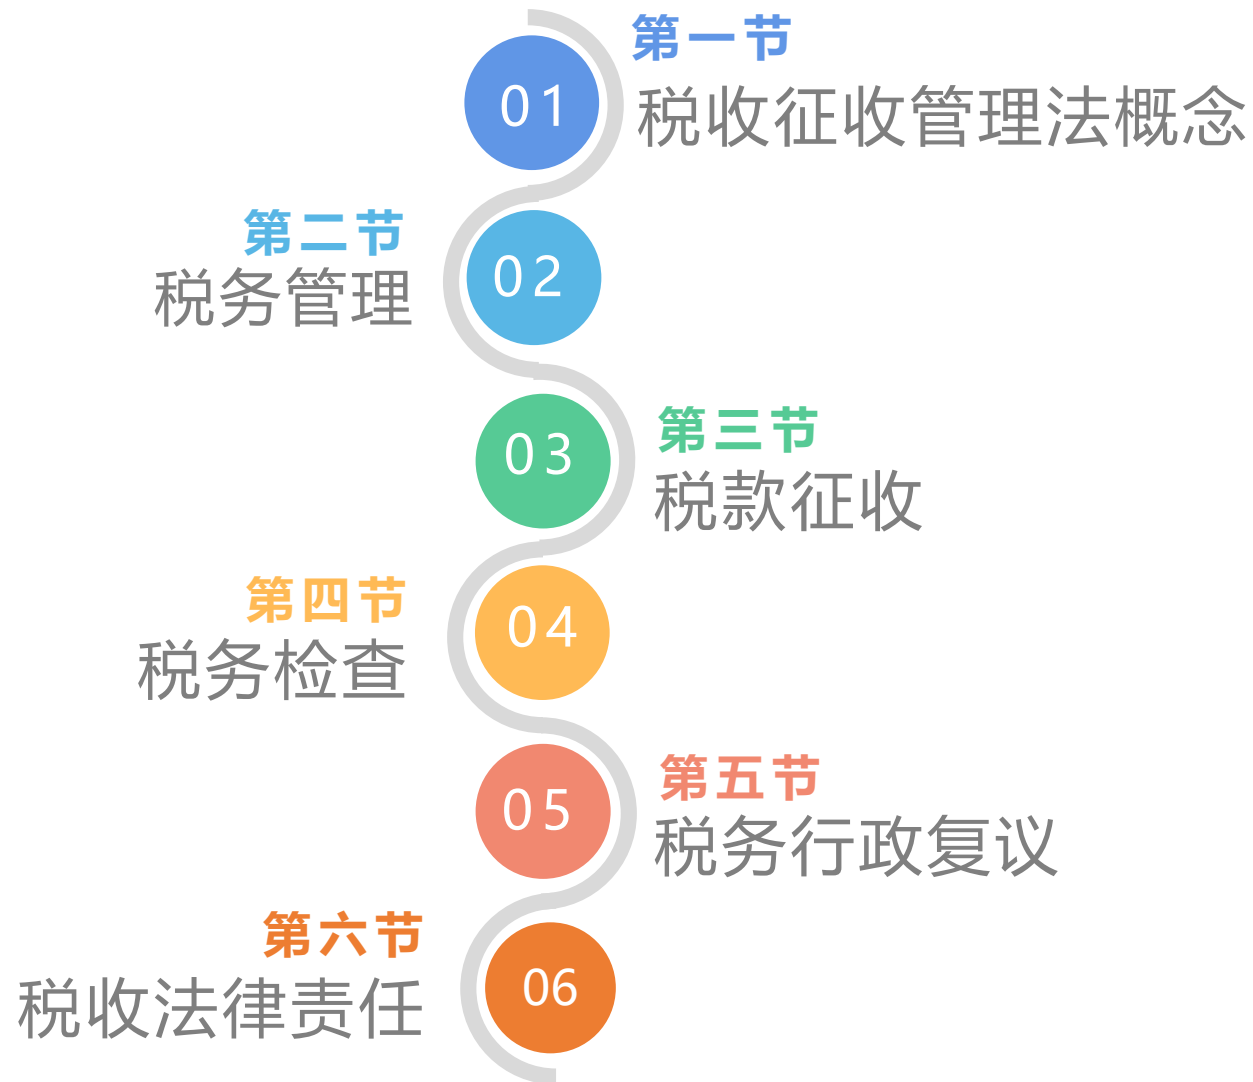 第一节
01
税收征收管理法概念
第二节
02
税务管理
03
第三节
税款征收
第四节
04
税务检查
第五节
05
税务行政复议
第六节
06
税收法律责任